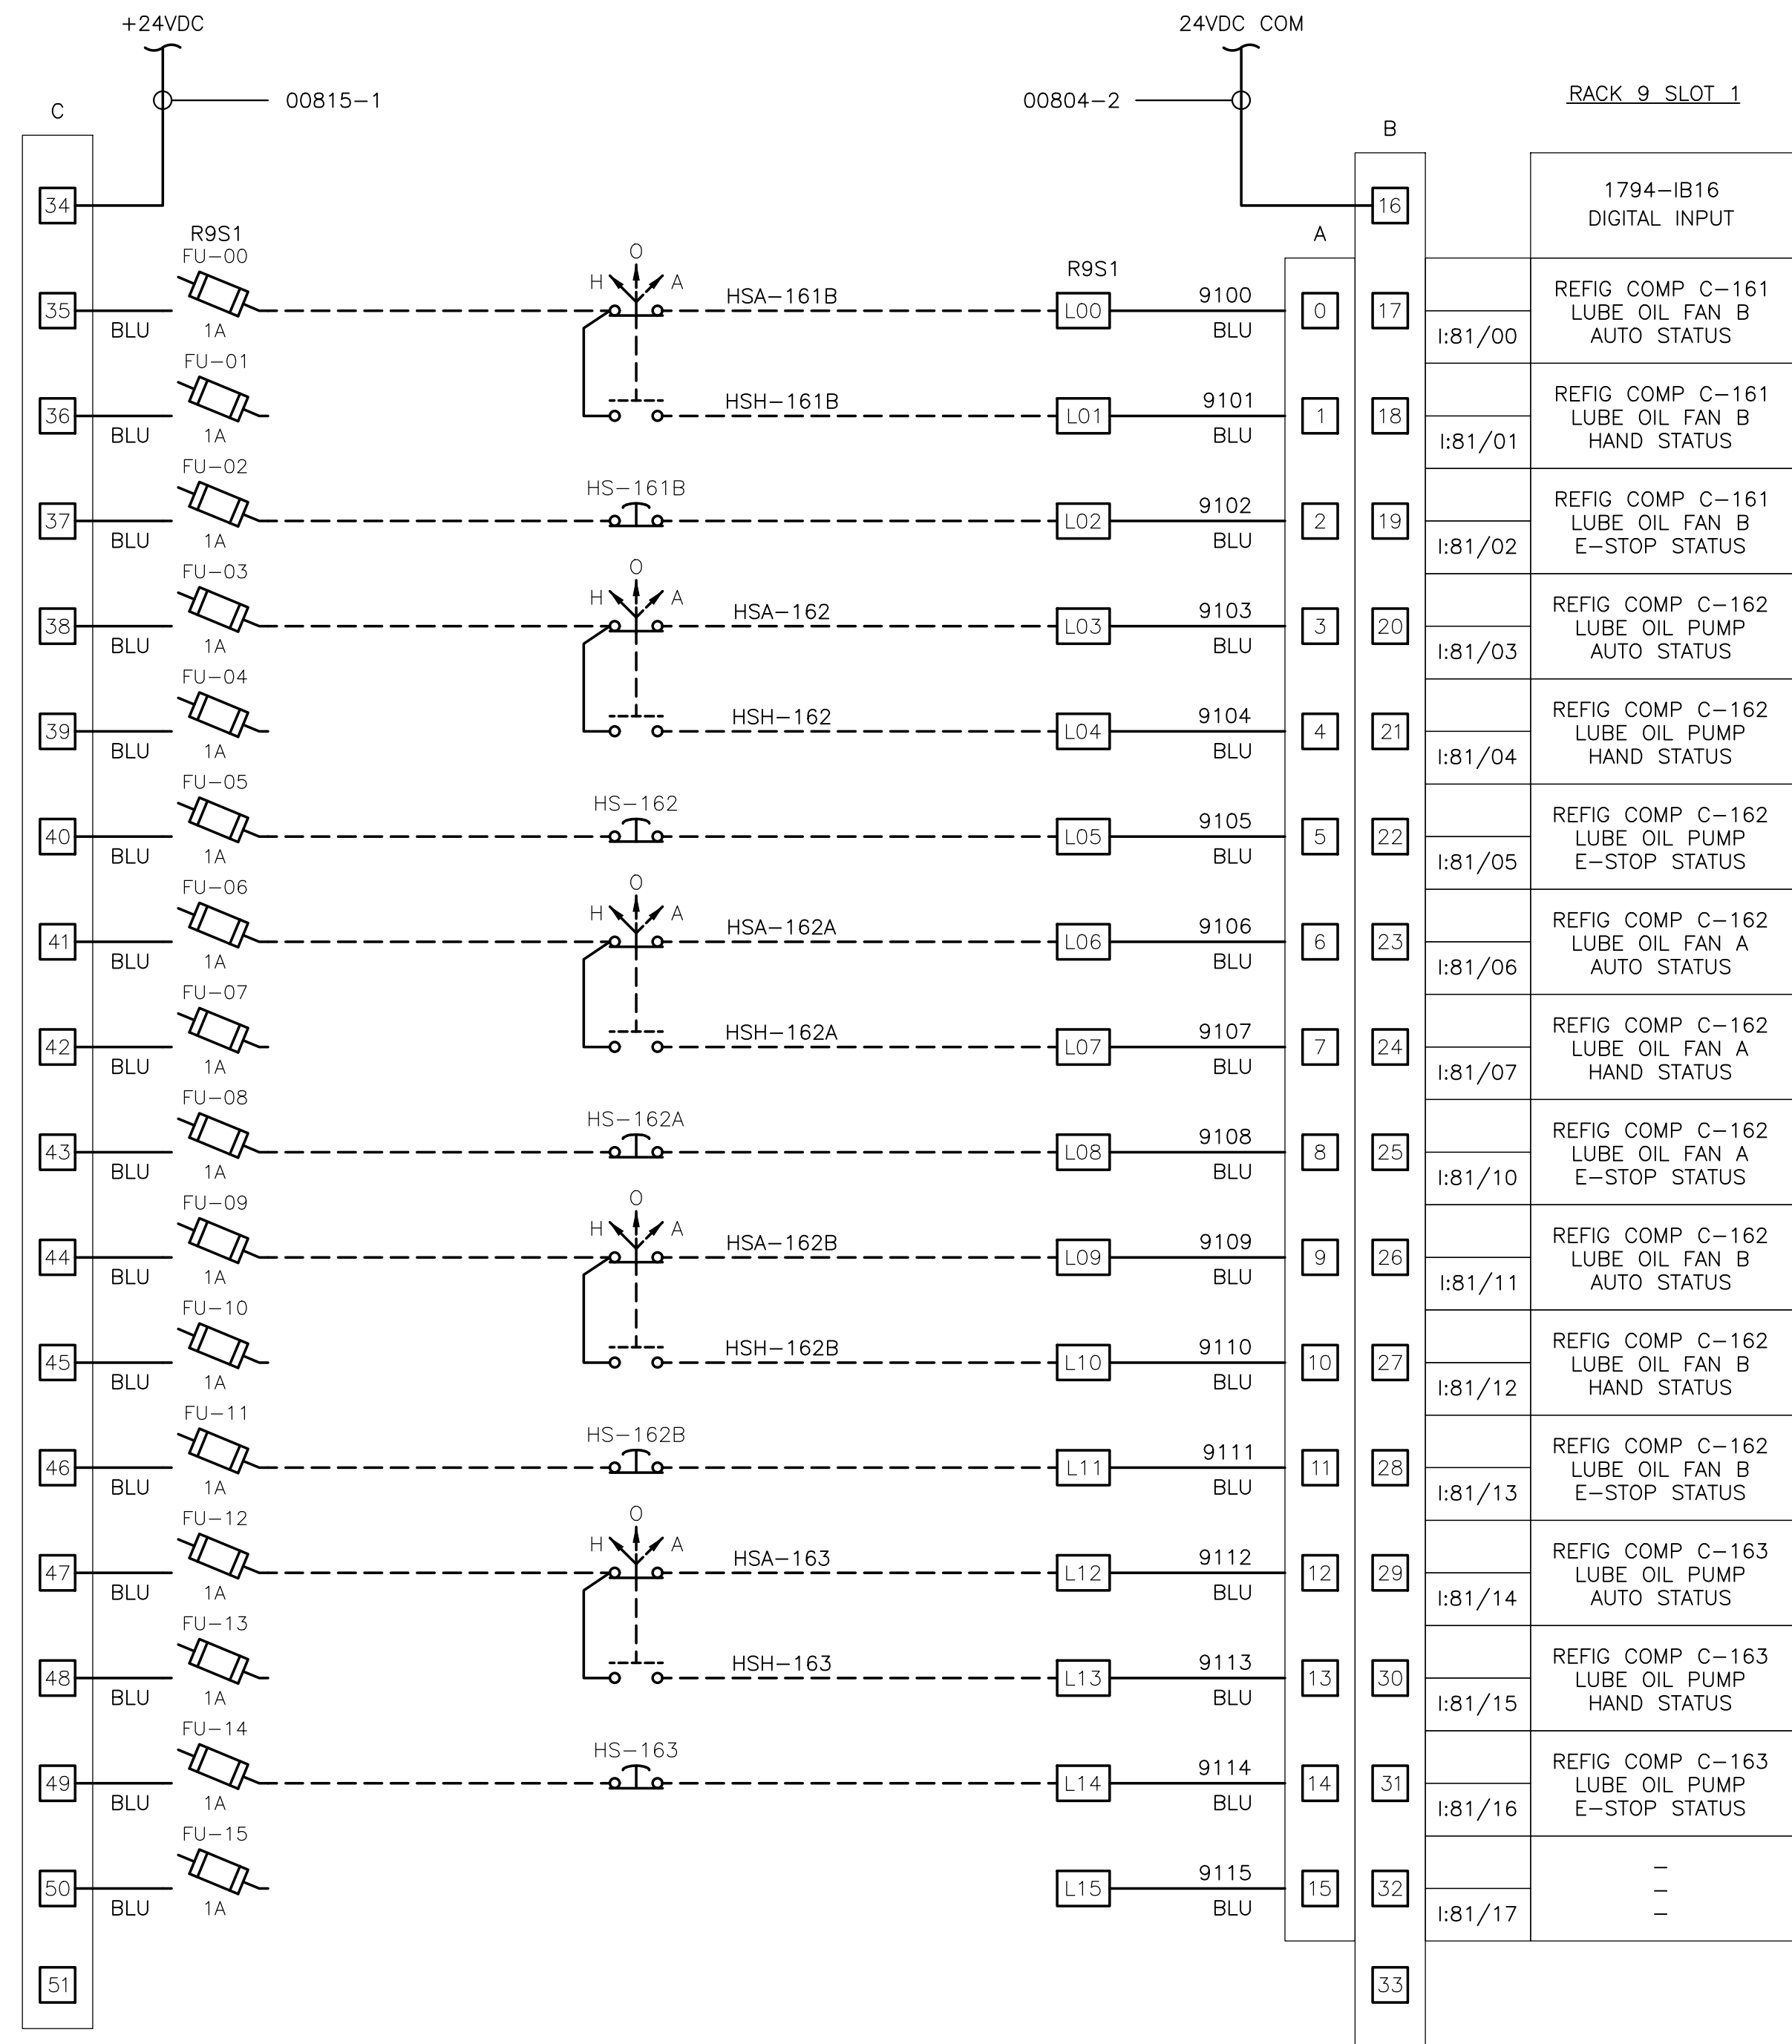 +24VDC
24VDC COM
00815-1
00804-2
RACK 9 SLOT 1
C
B
34
16
1794-IB16
DIGITAL INPUT
A
R9S1
FU-00
H O A
HSA-161B
R9S1
35
BLU
1A
L00
9100
BLU
0
17
I:81/00
REFIG COMP C-161
LUBE OIL FAN B
AUTO STATUS
FU-01
36
BLU
1A
HSH-161B
L01
9101
BLU
1
18
I:81/01
REFIG COMP C-161
LUBE OIL FAN B
HAND STATUS
FU-02
37
BLU
1A
HS-161B
L02
9102
BLU
2
19
I:81/02
REFIG COMP C-161
LUBE OIL FAN B
E-STOP STATUS
FU-03
38
BLU
1A
H O A
HSA-162
L03
9103
BLU
3
20
I:81/03
REFIG COMP C-162
LUBE OIL PUMP
AUTO STATUS
FU-04
39
BLU
1A
HSH-162
L04
9104
BLU
4
21
I:81/04
REFIG COMP C-162
LUBE OIL PUMP
HAND STATUS
FU-05
40
BLU
1A
HS-162
L05
9105
BLU
5
22
I:81/05
REFIG COMP C-162
LUBE OIL PUMP
E-STOP STATUS
FU-06
41
BLU
1A
H O A
HSA-162A
L06
9106
BLU
6
23
I:81/06
REFIG COMP C-162
LUBE OIL FAN A
AUTO STATUS
FU-07
42
BLU
1A
HSH-162A
L07
9107
BLU
7
24
I:81/07
REFIG COMP C-162
LUBE OIL FAN A
HAND STATUS
FU-08
43
BLU
1A
HS-162A
L08
9108
BLU
8
25
I:81/10
REFIG COMP C-162
LUBE OIL FAN A
E-STOP STATUS
FU-09
44
BLU
1A
H O A
HSA-162B
L09
9109
BLU
9
26
I:81/11
REFIG COMP C-162
LUBE OIL FAN B
AUTO STATUS
FU-10
45
BLU
1A
HSH-162B
L10
9110
BLU
10
27
I:81/12
REFIG COMP C-162
LUBE OIL FAN B
HAND STATUS
FU-11
46
BLU
1A
HS-162B
L11
9111
BLU
11
28
I:81/13
REFIG COMP C-162
LUBE OIL FAN B
E-STOP STATUS
FU-12
47
BLU
1A
H O A
HSA-163
L12
9112
BLU
12
29
I:81/14
REFIG COMP C-163
LUBE OIL PUMP
AUTO STATUS
FU-13
48
BLU
1A
HSH-163
L13
9113
BLU
13
30
I:81/15
REFIG COMP C-163
LUBE OIL PUMP
HAND STATUS
FU-14
49
BLU
1A
HS-163
L14
9114
BLU
14
31
I:81/16
REFIG COMP C-163
LUBE OIL PUMP
E-STOP STATUS
FU-15
50
BLU
1A
L15
9115
BLU
15
32
I:81/17
-
-
-
51
33